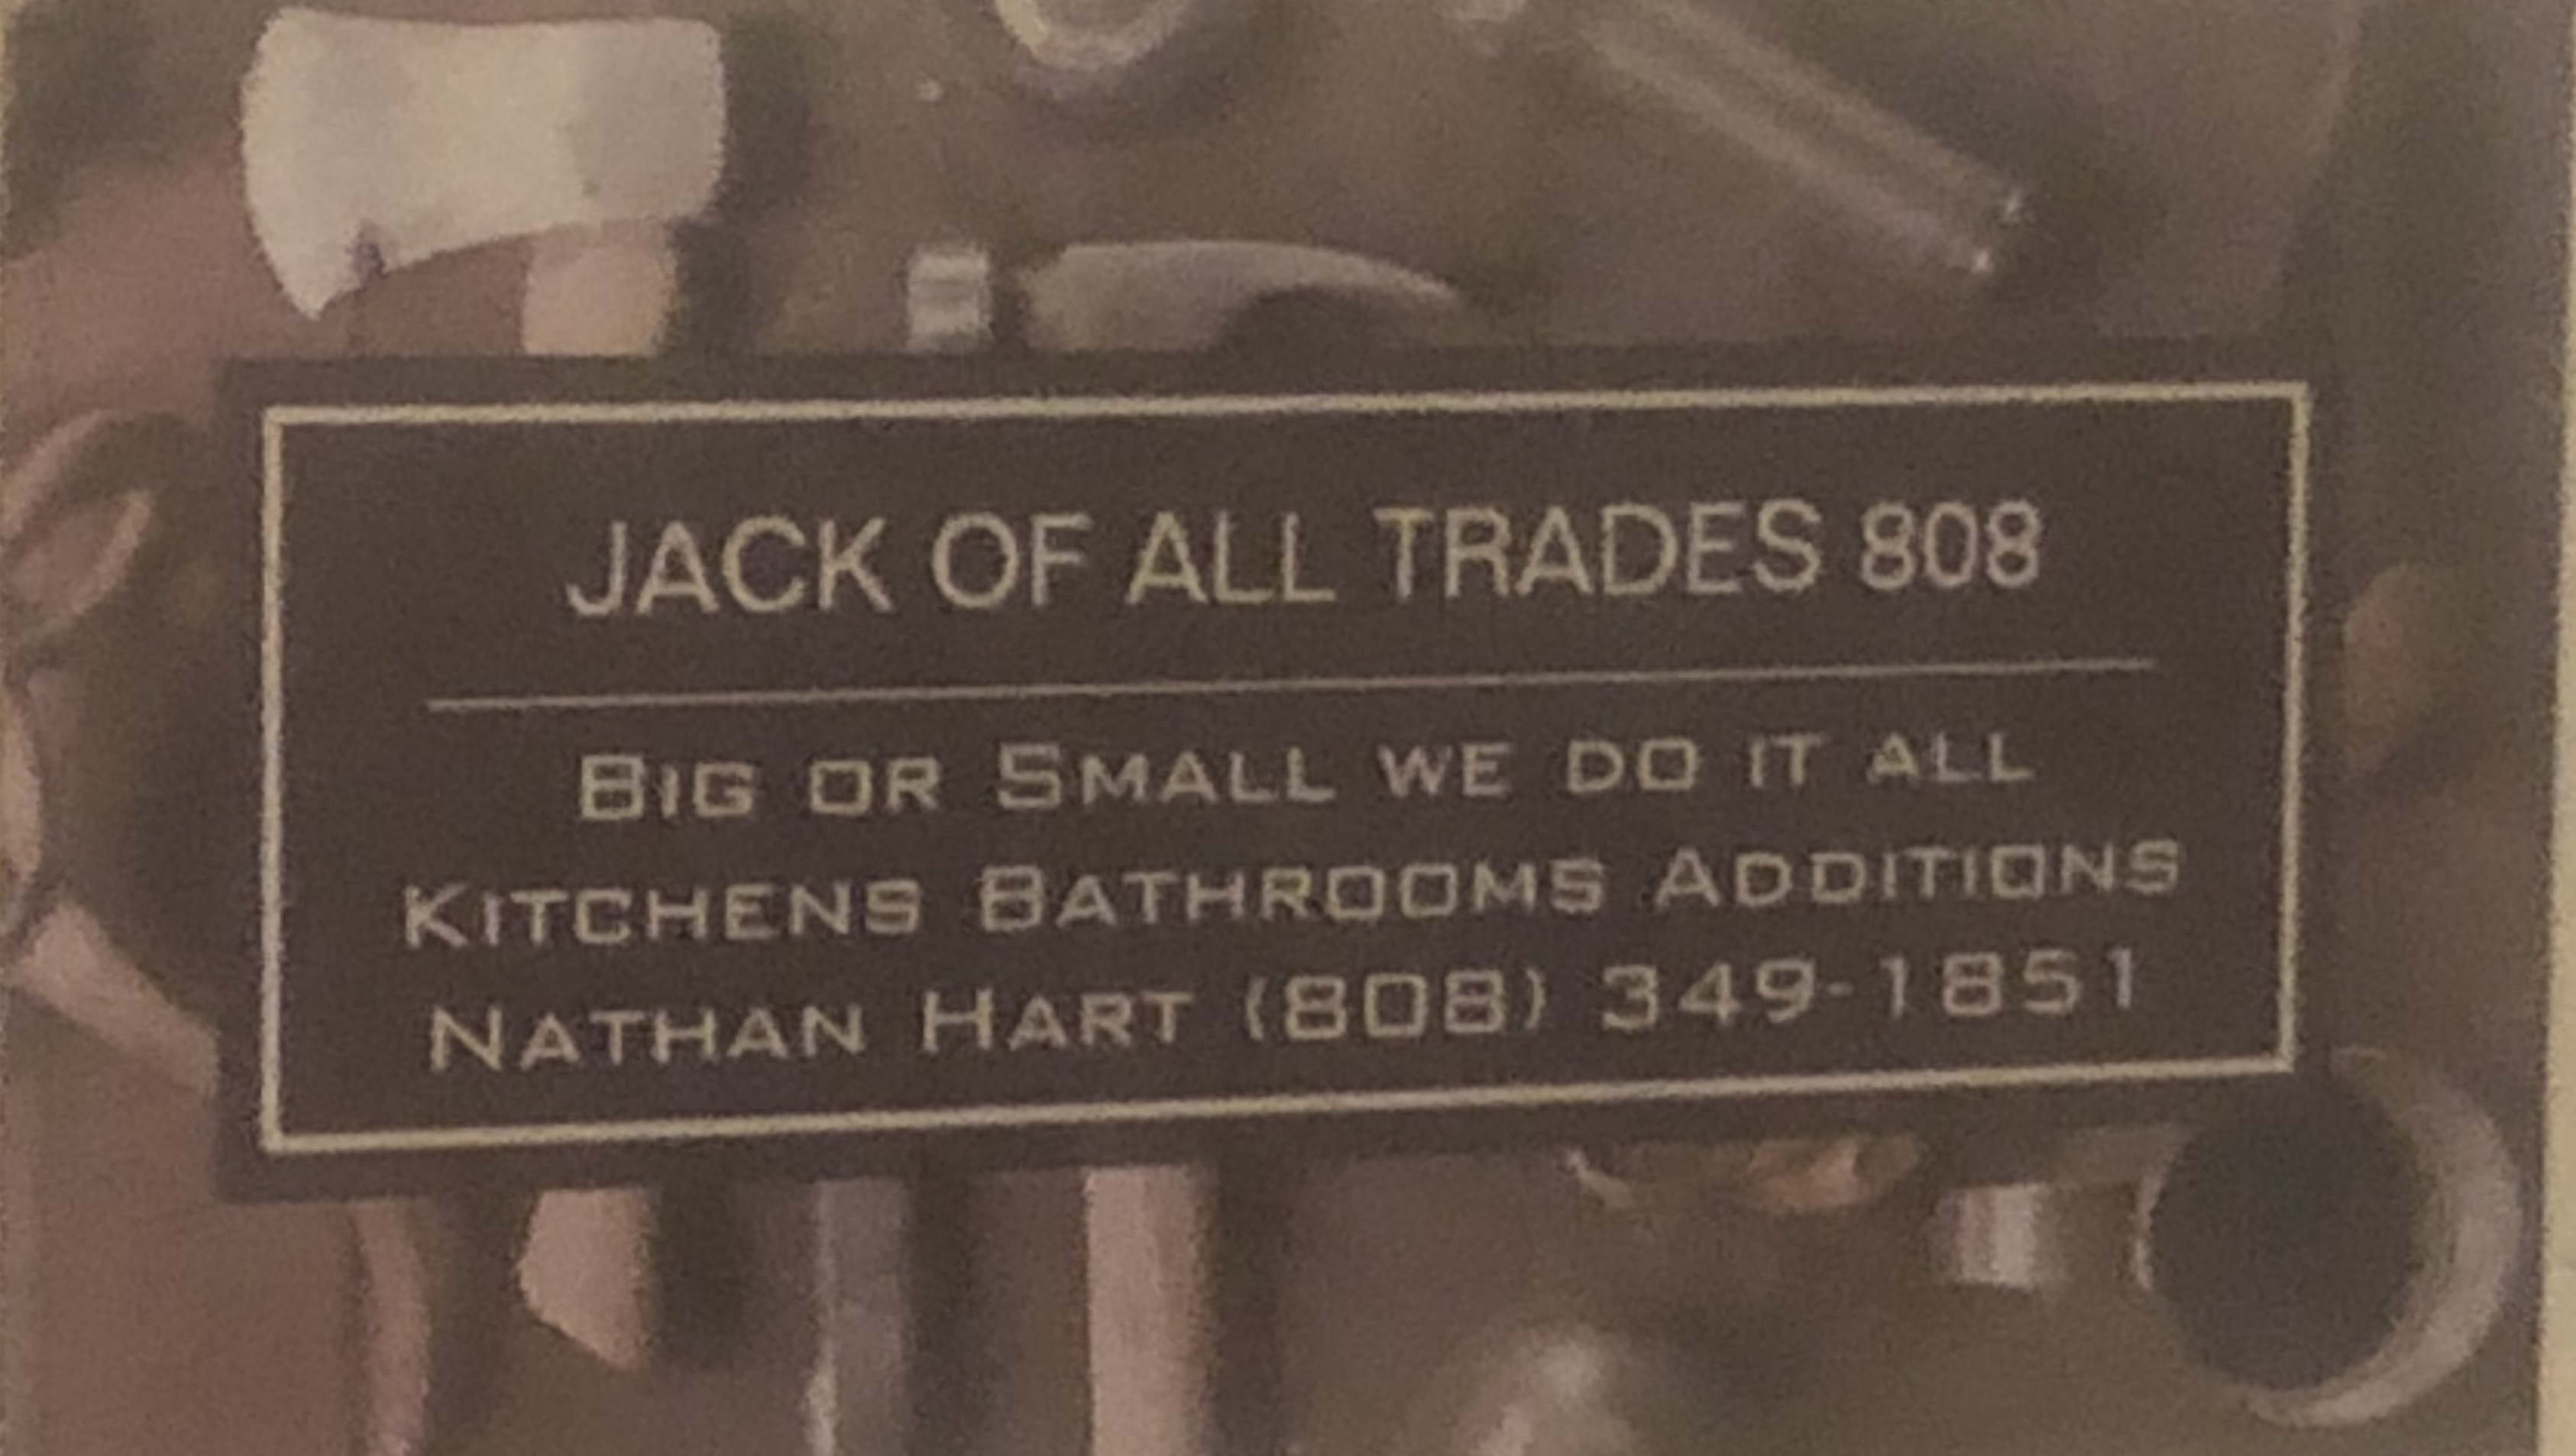 JACK OF ALL TRADES 808
BIG OR SMALL WE DO IT ALL
KITCHENS BATHROOMS ADDITIONS
NATHAN HART (808) 349-1851